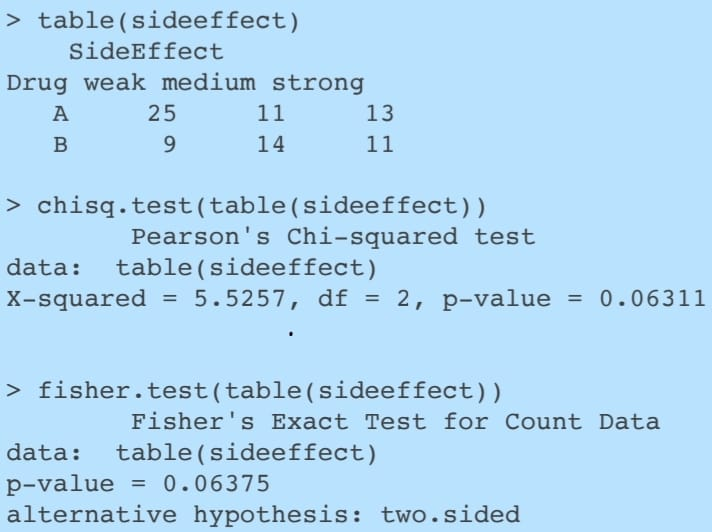 > table(sideeffect)
    SideEffect
Drug weak medium strong
   A     25     11     13
   B      9     14     11
> chisq.test(table(sideeffect))
        Pearson's Chi-squared test
data:  table(sideeffect)
X-squared = 5.5257, df = 2, p-value = 0.06311
.
> fisher.test(table(sideeffect))
        Fisher's Exact Test for Count Data
data:  table(sideeffect)
p-value = 0.06375
alternative hypothesis: two.sided